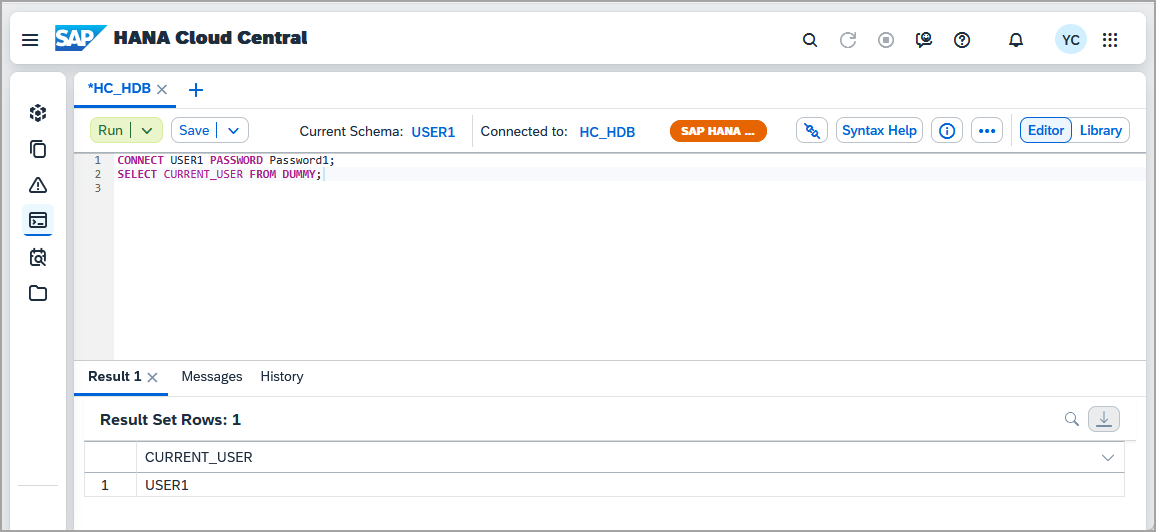 SAP HANA Cloud Central
YC
*HC_HDB
Run Save Current Schema: USER1 Connected to: HC_HDB SAP HANA ... Syntax Help Editor Library
1 CONNECT USER1 PASSWORD Password1;
2 SELECT CURRENT_USER FROM DUMMY;
3
Result 1 Messages History
Result Set Rows: 1
CURRENT_USER
1 USER1